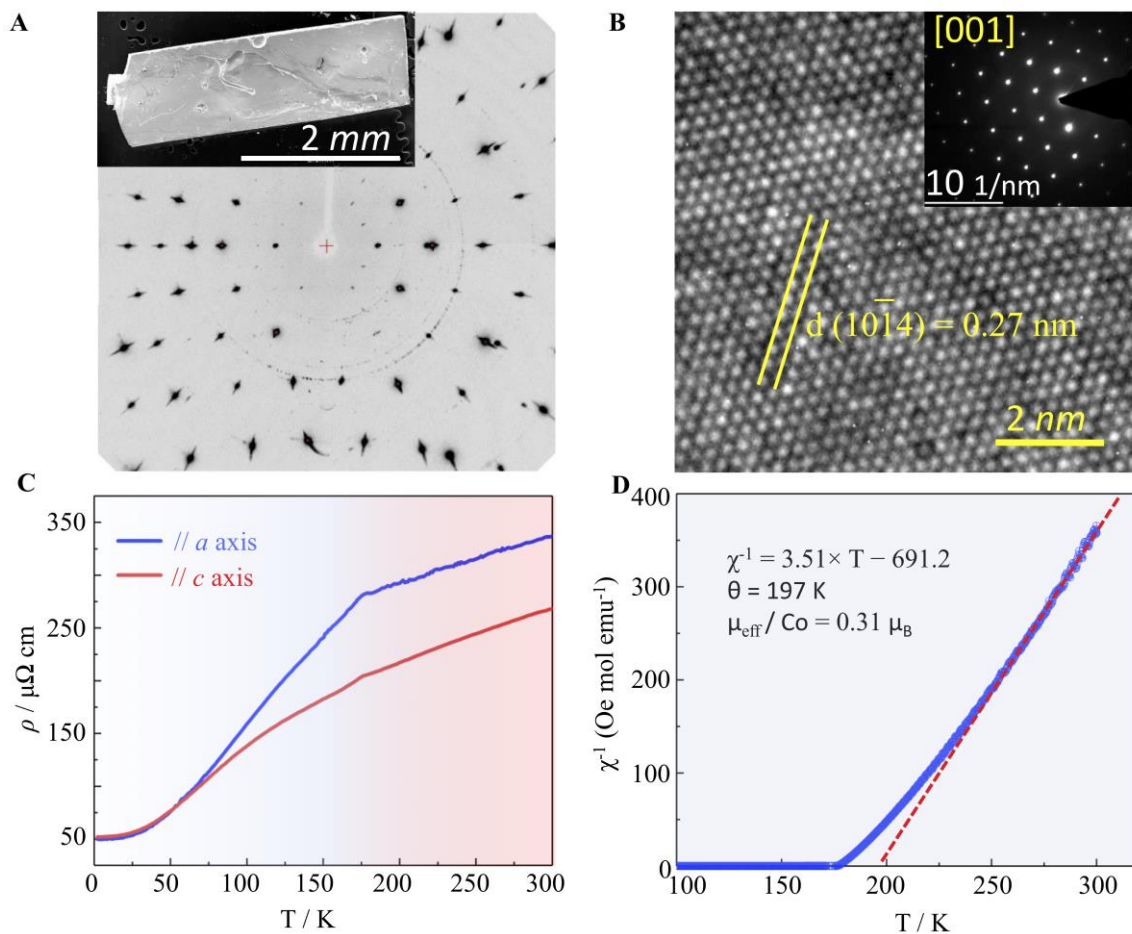 A
2 mm
B
[001]
10 1/nm
d (101̅4) = 0.27 nm
2 nm
C
// a axis
// c axis
350
250
150
50
ρ / μΩ cm
0 50 100 150 200 250 300
T / K
D
χ⁻¹ = 3.51× T − 691.2
θ = 197 K
μeff / Co = 0.31 μB
400
300
200
100
0
χ⁻¹ (Oe mol emu⁻¹)
100 150 200 250 300
T / K